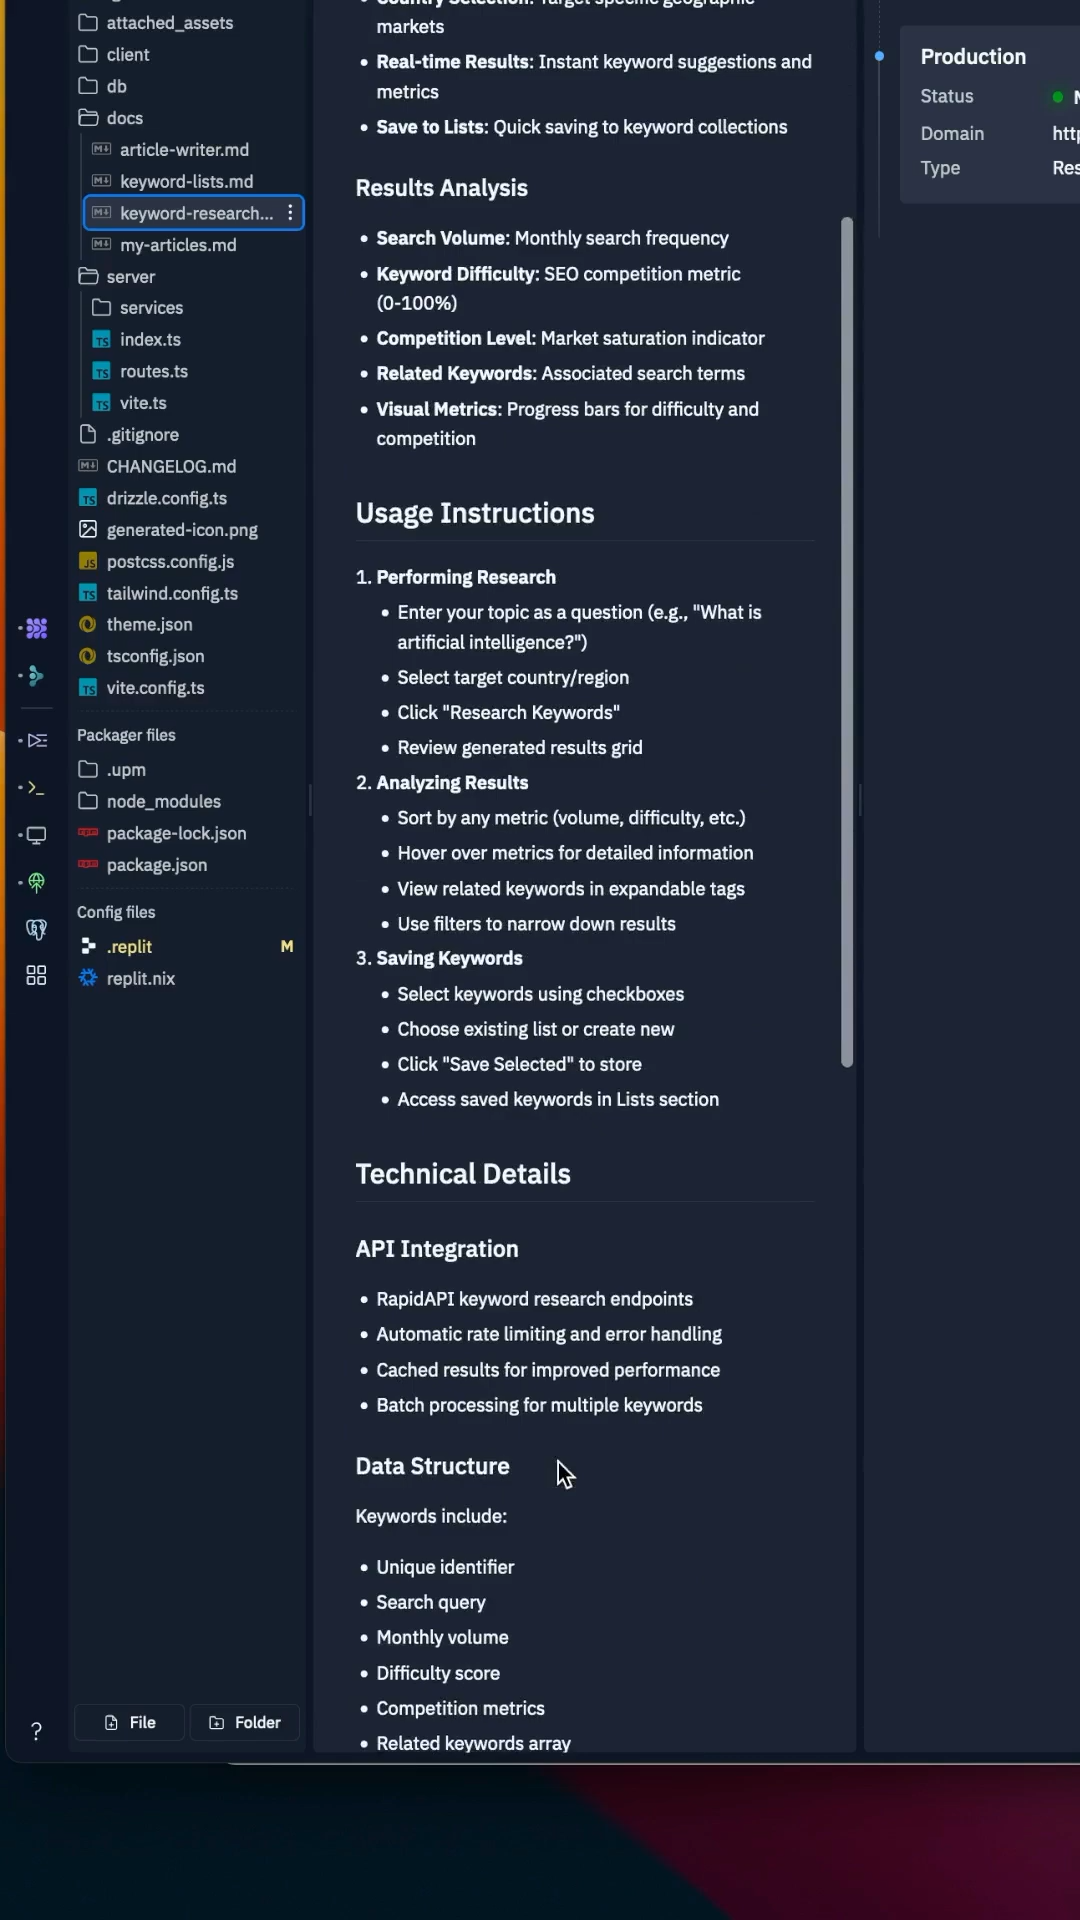 attached_assets
client
db
docs
article-writer.md
keyword-lists.md
keyword-research...
my-articles.md
server
services
index.ts
routes.ts
vite.ts
.gitignore
CHANGELOG.md
drizzle.config.ts
generated-icon.png
postcss.config.js
tailwind.config.ts
theme.json
tsconfig.json
vite.config.ts
Packager files
.upm
node_modules
package-lock.json
package.json
Config files
.replit M
replit.nix
File
Folder
?
Country Selection: Target specific geographic
markets
• Real-time Results: Instant keyword suggestions and
metrics
• Save to Lists: Quick saving to keyword collections
Results Analysis
• Search Volume: Monthly search frequency
• Keyword Difficulty: SEO competition metric
(0-100%)
• Competition Level: Market saturation indicator
• Related Keywords: Associated search terms
• Visual Metrics: Progress bars for difficulty and
competition
Usage Instructions
1. Performing Research
• Enter your topic as a question (e.g., "What is
artificial intelligence?")
• Select target country/region
• Click "Research Keywords"
• Review generated results grid
2. Analyzing Results
• Sort by any metric (volume, difficulty, etc.)
• Hover over metrics for detailed information
• View related keywords in expandable tags
• Use filters to narrow down results
3. Saving Keywords
• Select keywords using checkboxes
• Choose existing list or create new
• Click "Save Selected" to store
• Access saved keywords in Lists section
Technical Details
API Integration
• RapidAPI keyword research endpoints
• Automatic rate limiting and error handling
• Cached results for improved performance
• Batch processing for multiple keywords
Data Structure
Keywords include:
• Unique identifier
• Search query
• Monthly volume
• Difficulty score
• Competition metrics
• Related keywords array
Production
Status
Domain http
Type Res